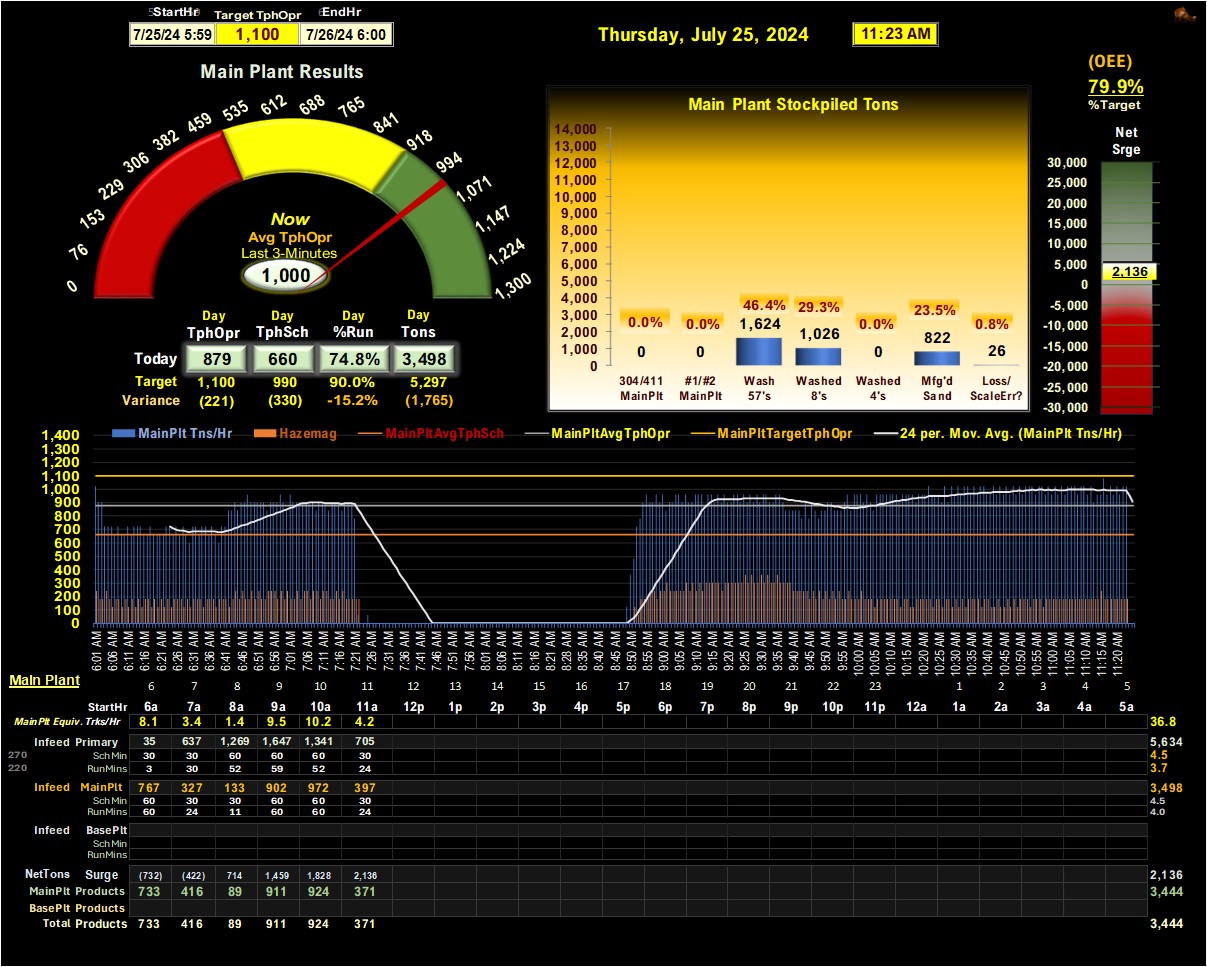 StartHr Target TphOpr EndHr
7/25/24 5:59 1,100 7/26/24 6:00
Thursday, July 25, 2024 11:23 AM
(OEE)
79.9%
%Target
Main Plant Results
0 76 153 229 306 382 459 535 612 688 765 841 918 994 1,071 1,147 1,224 1,300
Now
Avg TphOpr
Last 3-Minutes
1,000
Day Day Day Day
TphOpr TphSch %Run Tons
Today 879 660 74.8% 3,498
Target 1,100 990 90.0% 5,297
Variance (221) (330) -15.2% (1,765)
Main Plant Stockpiled Tons
14,000
13,000
12,000
11,000
10,000
9,000
8,000
7,000
6,000
5,000
4,000
3,000
2,000
1,000
0
0.0% 0.0% 46.4% 29.3% 0.0% 23.5% 0.8%
0 0 1,624 1,026 0 822 26
304/411 #1/#2 Wash Washed Washed Mfg'd Loss/
MainPlt MainPlt 57's 8's 4's Sand ScaleErr?
Net
Srge
30,000
25,000
20,000
15,000
10,000
5,000
2,136
0
-5,000
-10,000
-15,000
-20,000
-25,000
-30,000
MainPlt Tns/Hr Hazemag MainPltAvgTphSch MainPltAvgTphOpr MainPltTargetTphOpr 24 per. Mov. Avg. (MainPlt Tns/Hr)
1,400
1,300
1,200
1,100
1,000
900
800
700
600
500
400
300
200
100
0
6:01 AM 6:06 AM 6:11 AM 6:18 AM 6:26 AM 6:31 AM 6:36 AM 6:41 AM 6:51 AM 6:56 AM 7:01 AM 7:06 AM 7:11 AM 7:16 AM 7:21 AM 7:28 AM 7:31 AM 7:36 AM 7:41 AM 7:46 AM 7:51 AM 7:56 AM 8:01 AM 8:06 AM 8:11 AM 8:16 AM 8:21 AM 8:28 AM 8:35 AM 8:40 AM 8:45 AM 8:50 AM 8:55 AM 9:00 AM 9:05 AM 9:10 AM 9:15 AM 9:20 AM 9:25 AM 9:30 AM 9:35 AM 9:40 AM 9:45 AM 9:50 AM 9:55 AM 10:00 AM 10:05 AM 10:10 AM 10:15 AM 10:20 AM 10:25 AM 10:30 AM 10:35 AM 10:40 AM 10:45 AM 10:50 AM 10:55 AM 11:00 AM 11:05 AM 11:10 AM 11:15 AM 11:20 AM
Main Plant 6 7 8 9 10 11 12 13 14 15 16 17 18 19 20 21 22 23 1 2 3 4 5
StartHr 6a 7a 8a 9a 10a 11a 12p 1p 2p 3p 4p 5p 6p 7p 8p 9p 10p 11p 12a 1a 2a 3a 4a 5a
MainPlt Equiv. Trks/Hr 8.1 3.4 1.4 9.5 10.2 4.2 36.8
Infeed Primary 35 637 1,269 1,647 1,341 705 5,634
270 Sch Min 30 30 60 60 60 30 4.5
220 RunMins 3 30 52 59 52 24 3.7
Infeed MainPlt 767 327 133 902 972 397 3,498
Sch Min 60 30 30 60 60 30 4.5
RunMins 60 24 11 60 60 24 4.0
Infeed BasePlt
Sch Min
RunMins
NetTons Surge (732) (422) 714 1,459 1,828 2,136 2,136
MainPlt Products 733 416 89 911 924 371 3,444
BasePlt Products
Total Products 733 416 89 911 924 371 3,444